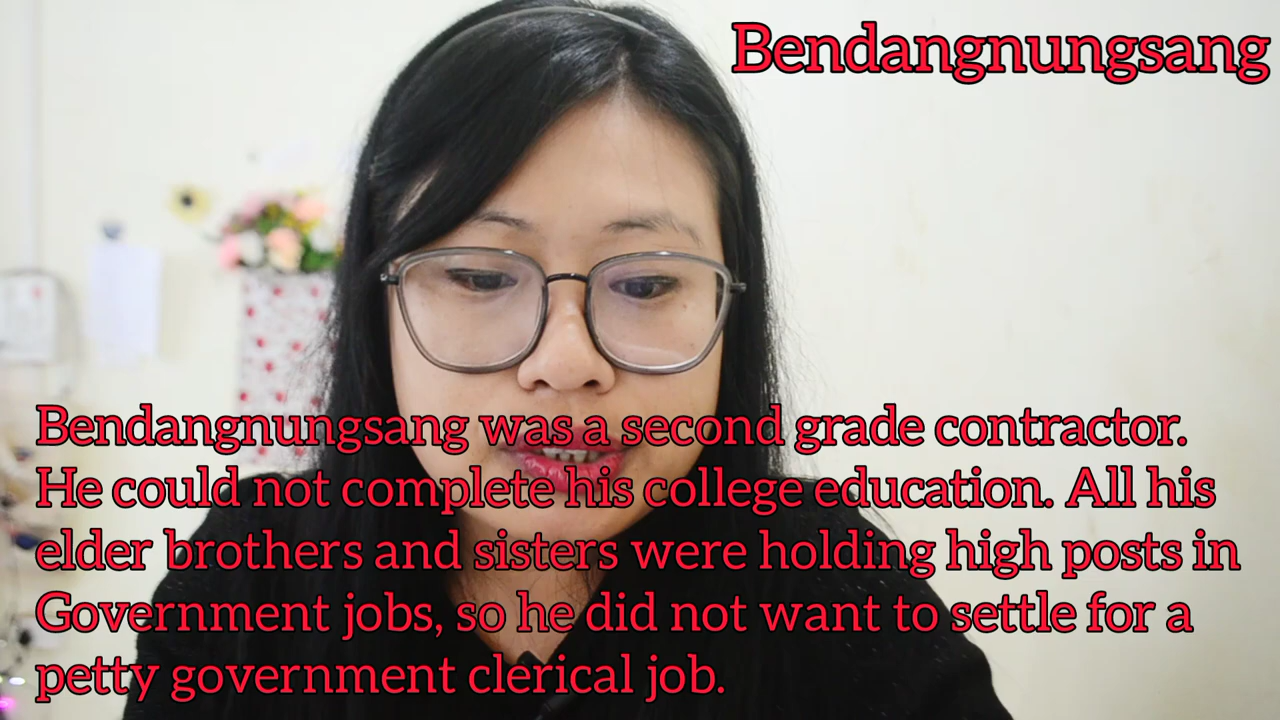 Bendangnungsang
Bendangnungsang was a second grade contractor.
He could not complete his college education. All his
elder brothers and sisters were holding high posts in
Government jobs, so he did not want to settle for a
petty government clerical job.